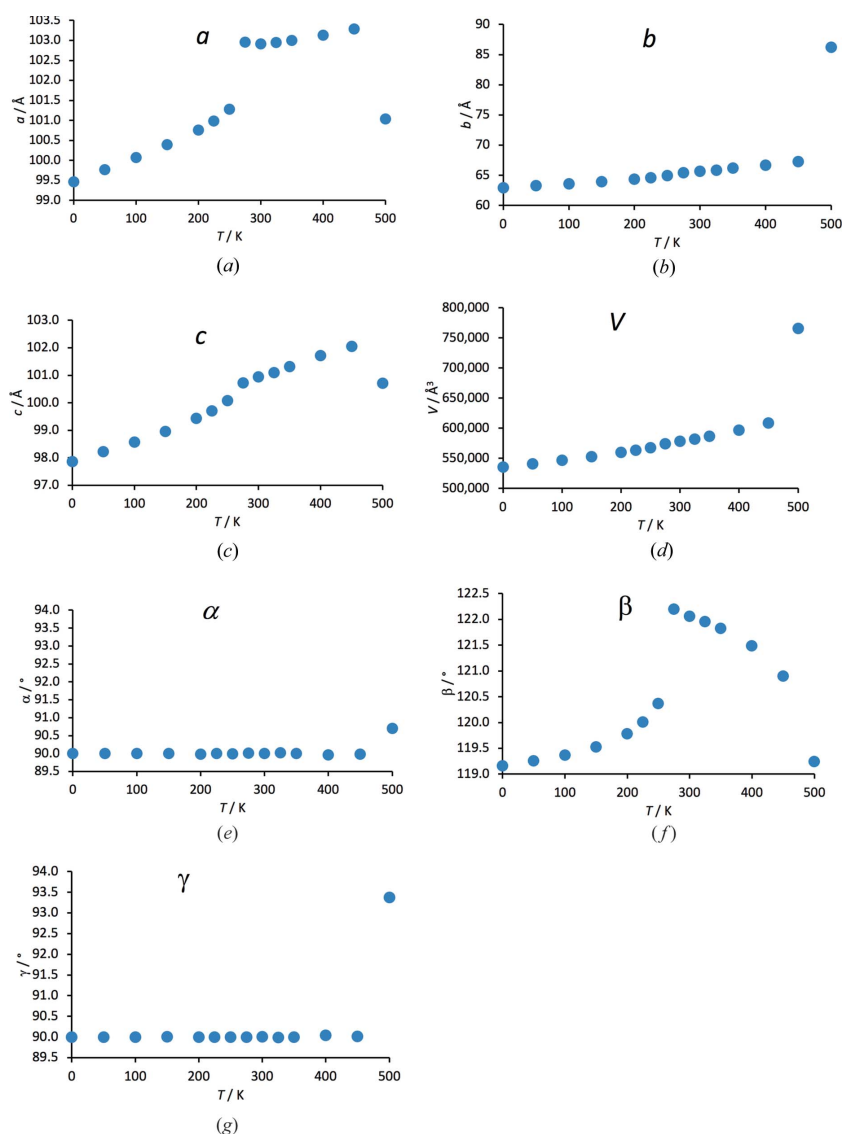 a
103.5
103.0
102.5
102.0
101.5
101.0
100.5
100.0
99.5
99.0
a / Å
0 100 200 300 400 500
T / K
(a)
b
90
85
80
75
70
65
60
b / Å
0 100 200 300 400 500
T / K
(b)
c
103.0
102.0
101.0
100.0
99.0
98.0
97.0
c / Å
0 100 200 300 400 500
T / K
(c)
V
800,000
750,000
700,000
650,000
600,000
550,000
500,000
V / Å³
0 100 200 300 400 500
T / K
(d)
α
94.0
93.5
93.0
92.5
92.0
91.5
91.0
90.5
90.0
89.5
α / °
0 100 200 300 400 500
T / K
(e)
β
122.5
122.0
121.5
121.0
120.5
120.0
119.5
119.0
β / °
0 100 200 300 400 500
T / K
(f)
γ
94.0
93.5
93.0
92.5
92.0
91.5
91.0
90.5
90.0
89.5
γ / °
0 100 200 300 400 500
T / K
(g)